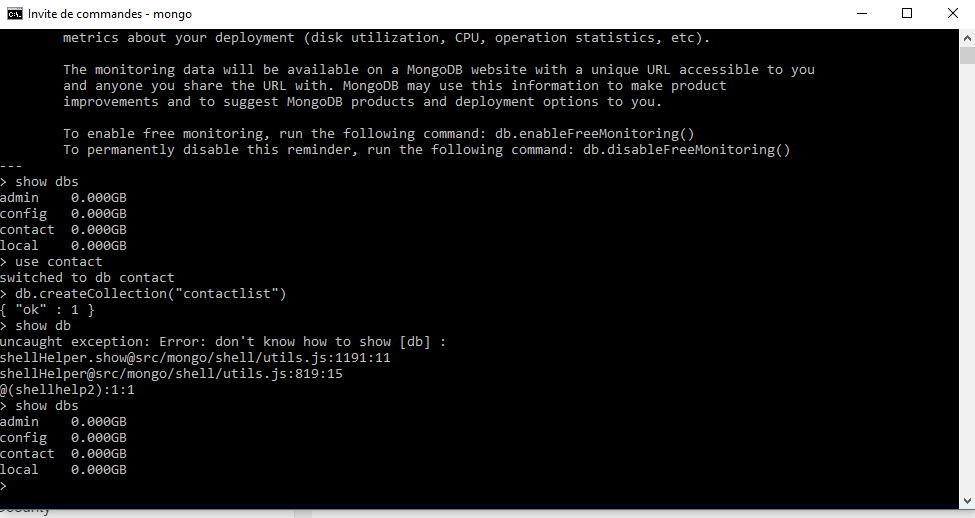 Invite de commandes - mongo
metrics about your deployment (disk utilization, CPU, operation statistics, etc).
The monitoring data will be available on a MongoDB website with a unique URL accessible to you
and anyone you share the URL with. MongoDB may use this information to make product
improvements and to suggest MongoDB products and deployment options to you.
To enable free monitoring, run the following command: db.enableFreeMonitoring()
To permanently disable this reminder, run the following command: db.disableFreeMonitoring()
---
> show dbs
admin    0.000GB
config   0.000GB
contact  0.000GB
local    0.000GB
> use contact
switched to db contact
> db.createCollection("contactlist")
{ "ok" : 1 }
> show db
uncaught exception: Error: don't know how to show [db] :
shellHelper.show@src/mongo/shell/utils.js:1191:11
shellHelper@src/mongo/shell/utils.js:819:15
@(shellhelp2):1:1
> show dbs
admin    0.000GB
config   0.000GB
contact  0.000GB
local    0.000GB
>